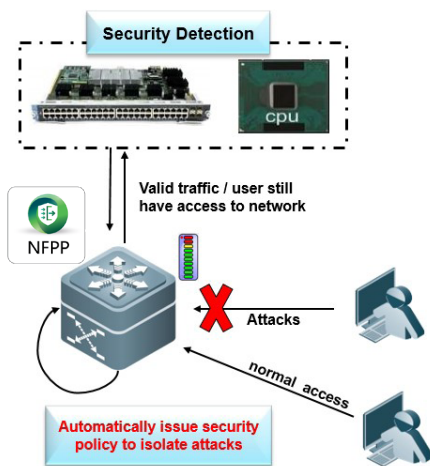 Security Detection
cpu
Valid traffic / user still
have access to network
NFPP
Attacks
normal access
Automatically issue security
policy to isolate attacks